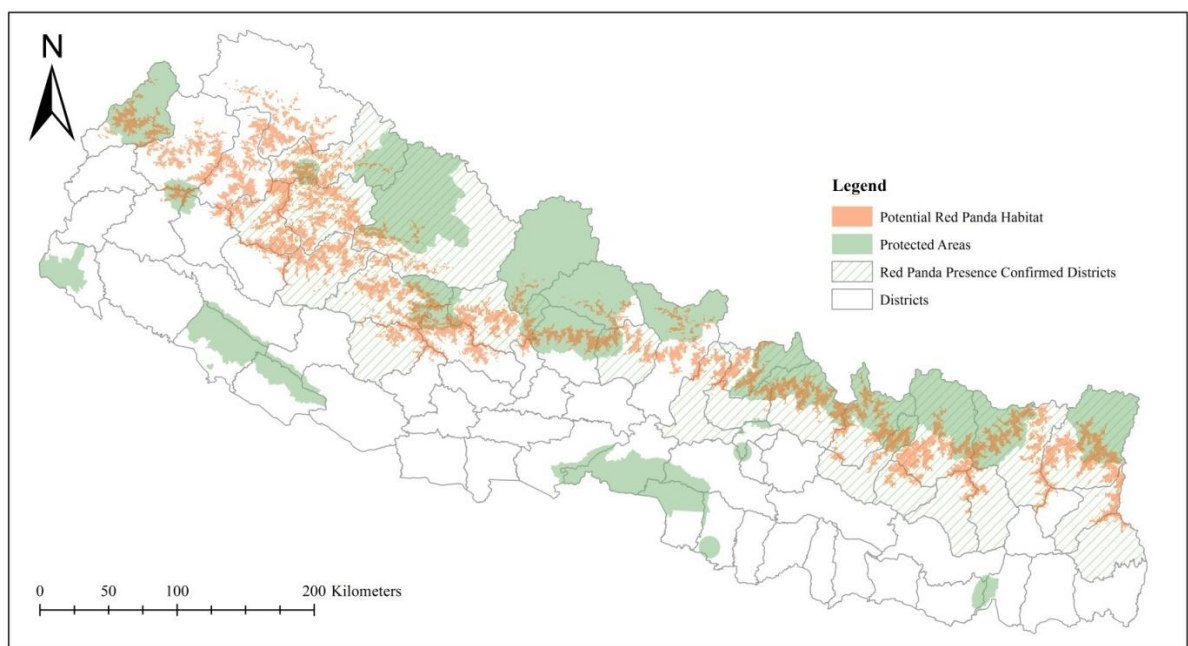 N
Legend
Potential Red Panda Habitat
Protected Areas
Red Panda Presence Confirmed Districts
Districts
0 50 100 200 Kilometers